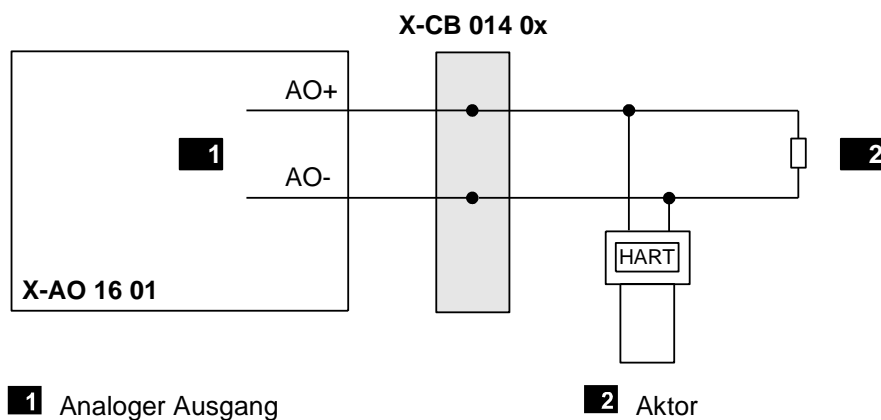 X-CB 014 0x
AO+
1
2
AO-
HART
X-AO 16 01
1 Analoger Ausgang
2 Aktor